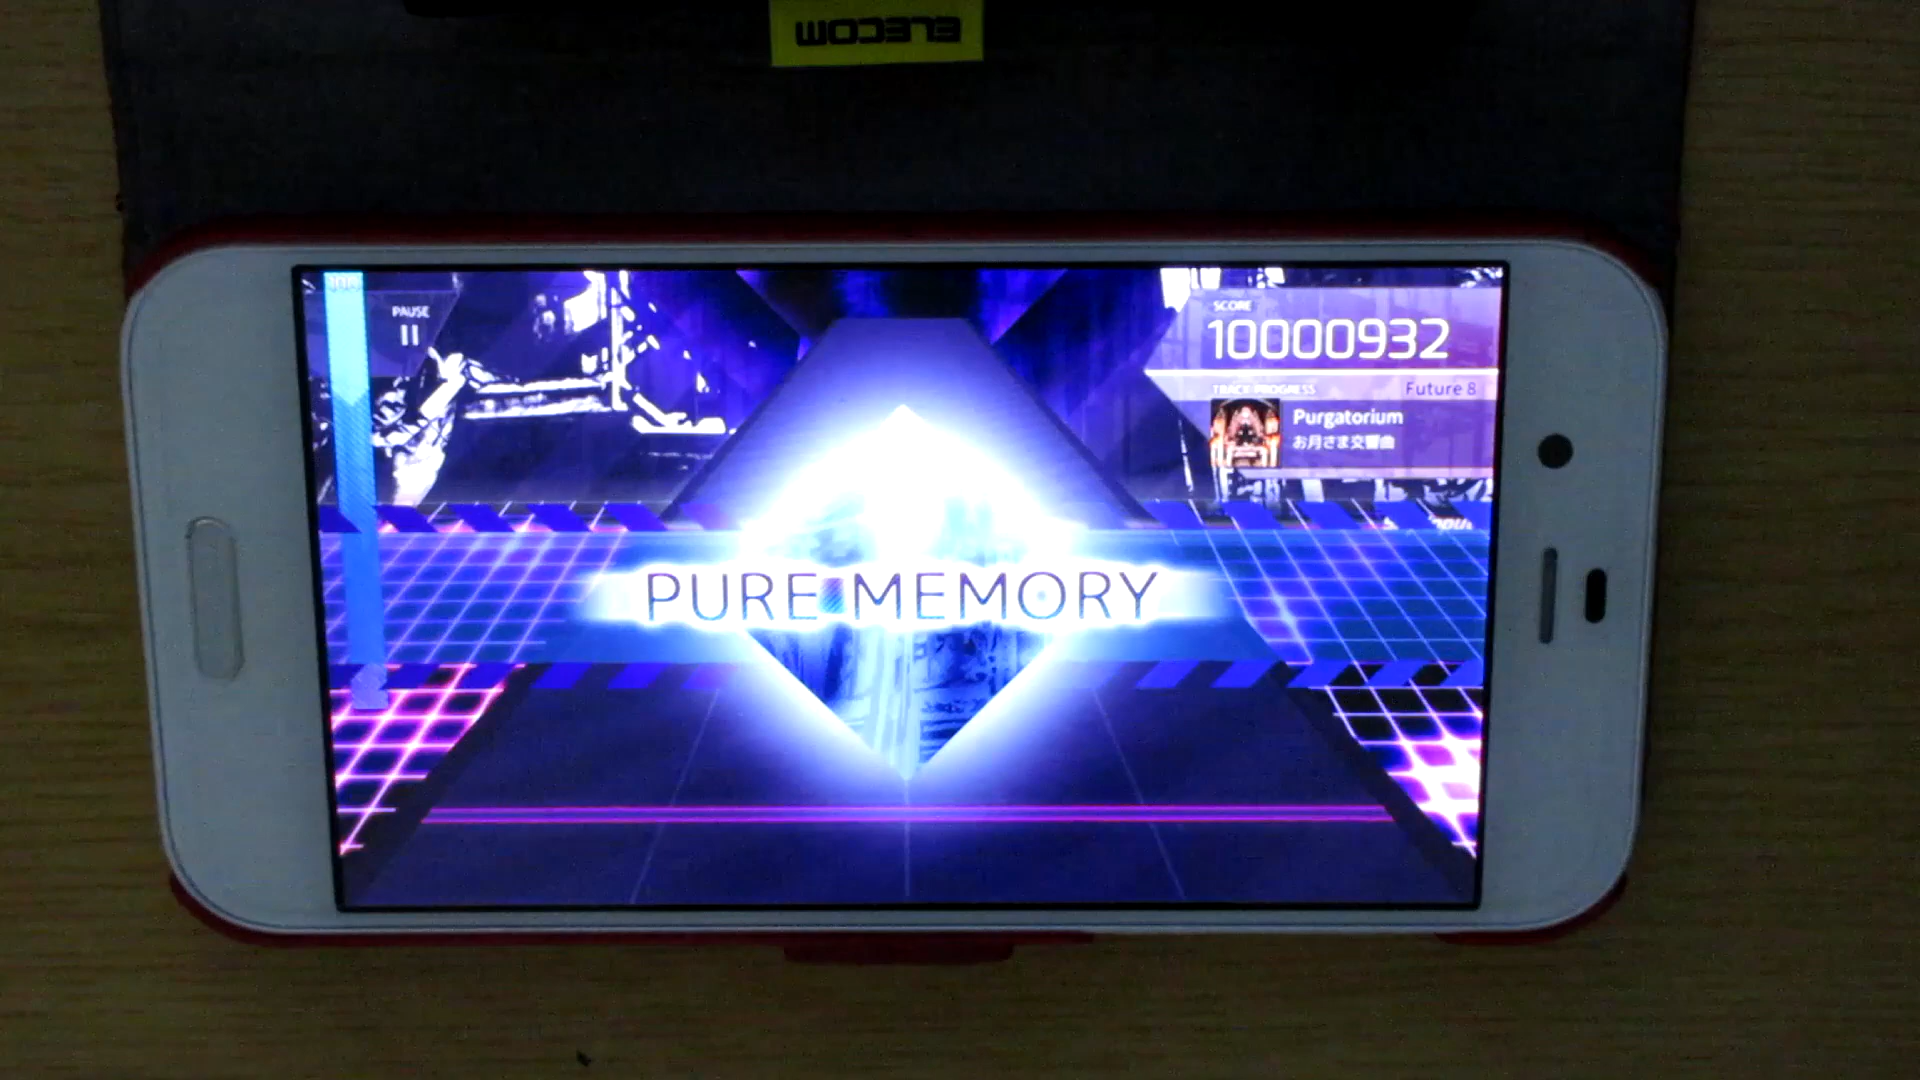 ELECOM
PAUSE
SCORE
10000932
TRACK PROGRESS
Future 8
Purgatorium
お月さま交響曲
PURE MEMORY